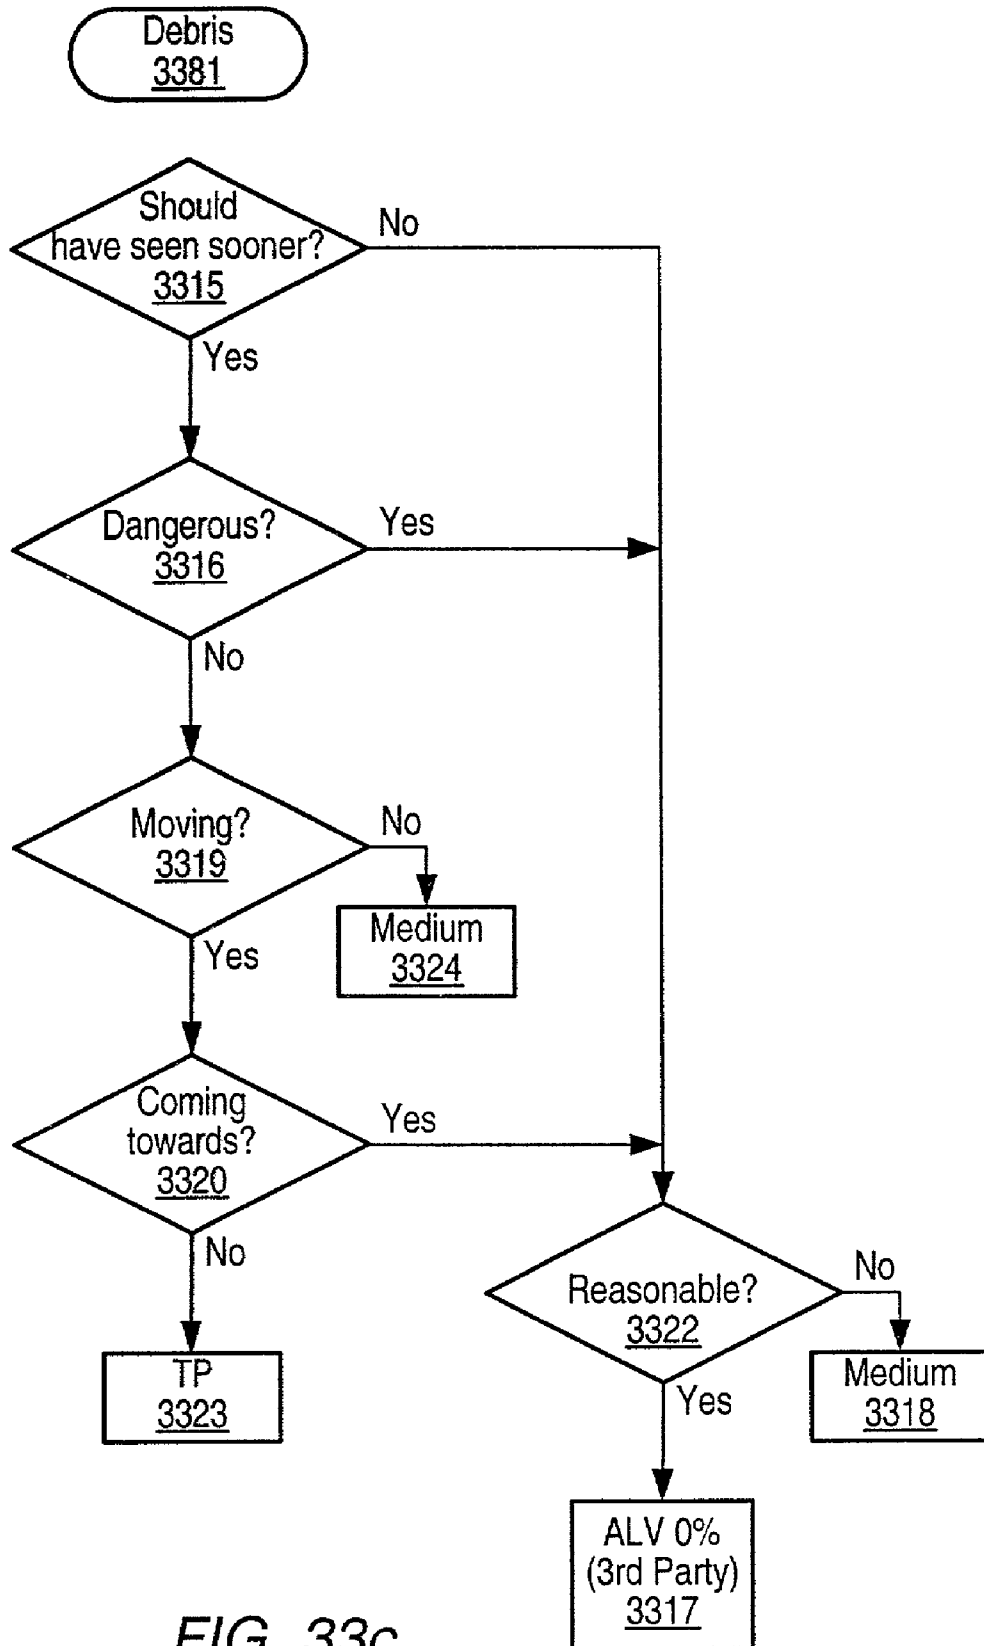 Debris
3381
Should
have seen sooner?
3315
No
Yes
Dangerous?
3316
Yes
No
Moving?
3319
No
Medium
3324
Yes
Coming
towards?
3320
Yes
No
TP
3323
Reasonable?
3322
No
Medium
3318
Yes
ALV 0%
(3rd Party)
3317
FIG. 33c